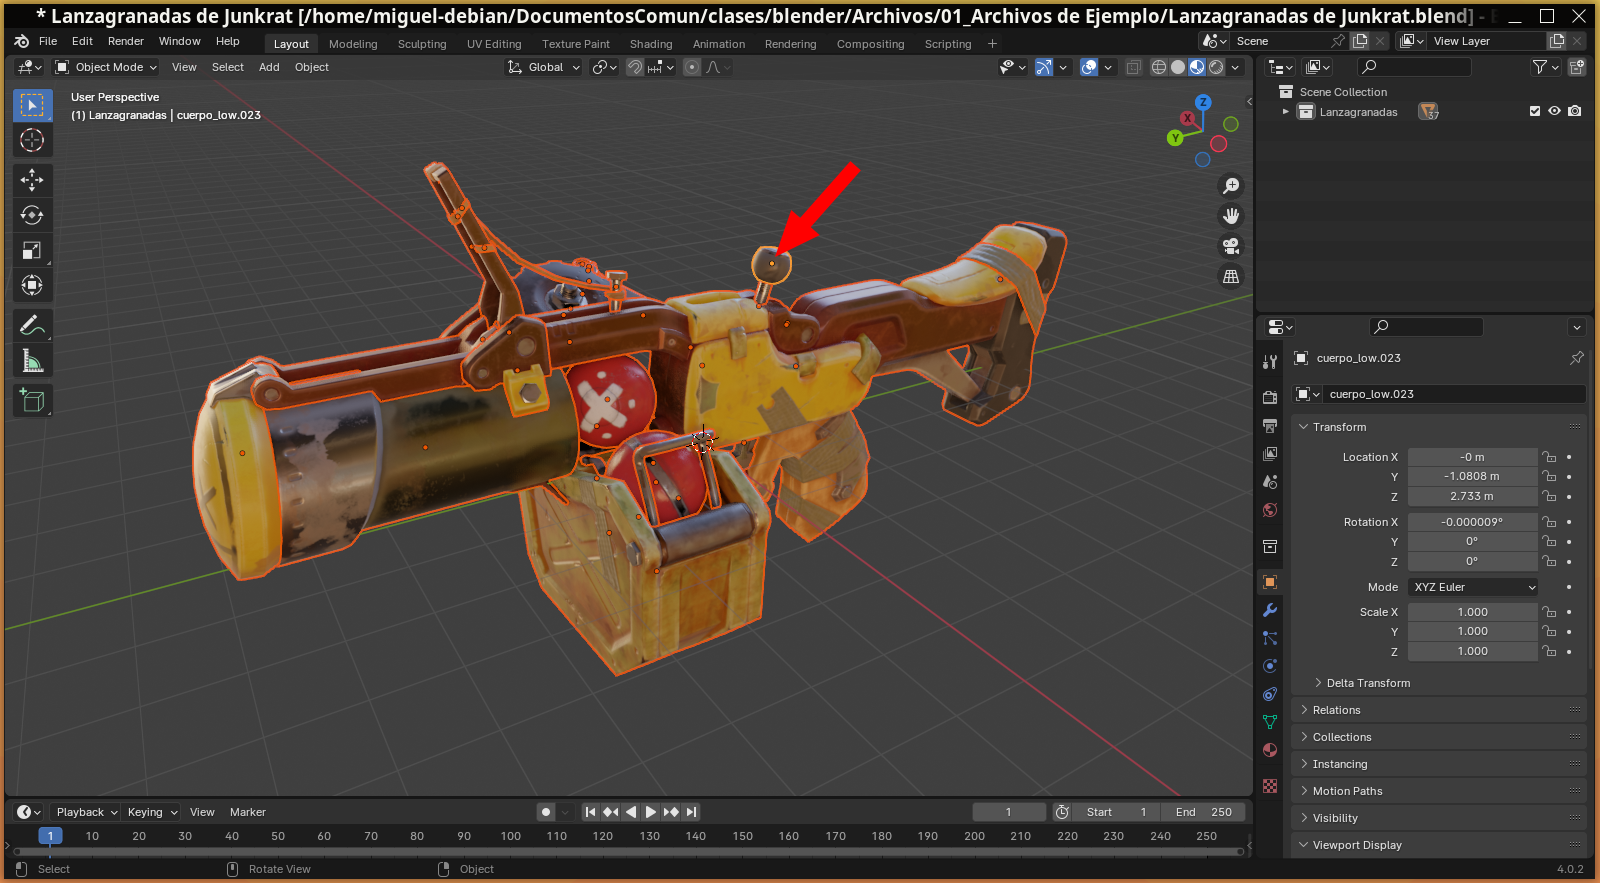 * Lanzagranadas de Junkrat [/home/miguel-debian/DocumentosComun/clases/blender/Archivos/01_Archivos de Ejemplo/Lanzagranadas de Junkrat.blend] -
File Edit Render Window Help Layout Modeling Sculpting UV Editing Texture Paint Shading Animation Rendering Compositing Scripting + Scene View Layer
Object Mode View Select Add Object Global
User Perspective
(1) Lanzagranadas | cuerpo_low.023
Z
X
Y
Scene Collection
Lanzagranadas 37
cuerpo_low.023
cuerpo_low.023
Transform
Location X -0 m
Y -1.0808 m
Z 2.733 m
Rotation X -0.000009°
Y 0°
Z 0°
Mode XYZ Euler
Scale X 1.000
Y 1.000
Z 1.000
Delta Transform
Relations
Collections
Instancing
Motion Paths
Visibility
Viewport Display
Playback Keying View Marker 1 Start 1 End 250
1 10 20 30 40 50 60 70 80 90 100 110 120 130 140 150 160 170 180 190 200 210 220 230 240 250
Select Rotate View Object 4.0.2